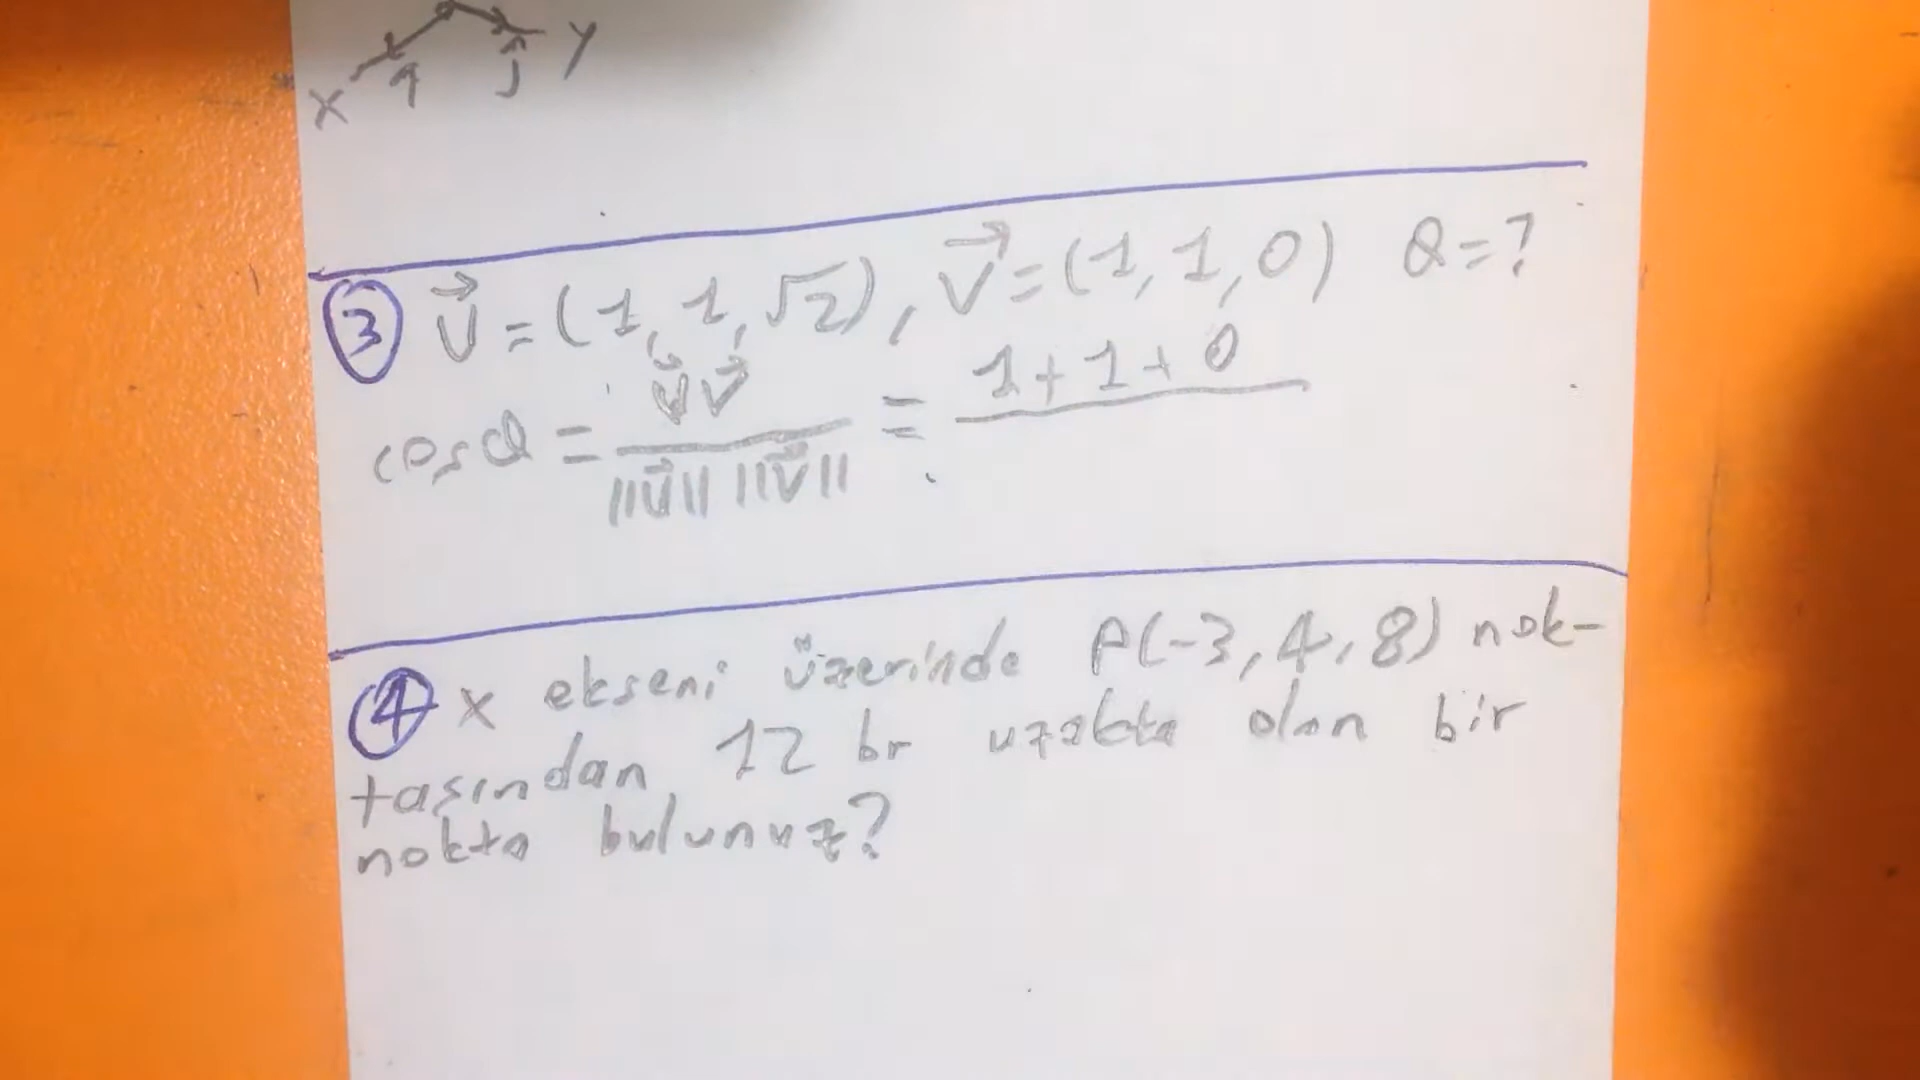 x j y
③ U⃗ = (1, 1, √2), V⃗ = (1, 1, 0) θ = ?
cosθ = U⃗ V⃗ / ||U⃗|| ||V⃗|| = 1 + 1 + 0
④ x ekseni üzerinde P(-3, 4, 8) nok-
tasından 12 br uzakta olan bir
nokta bulunuz?